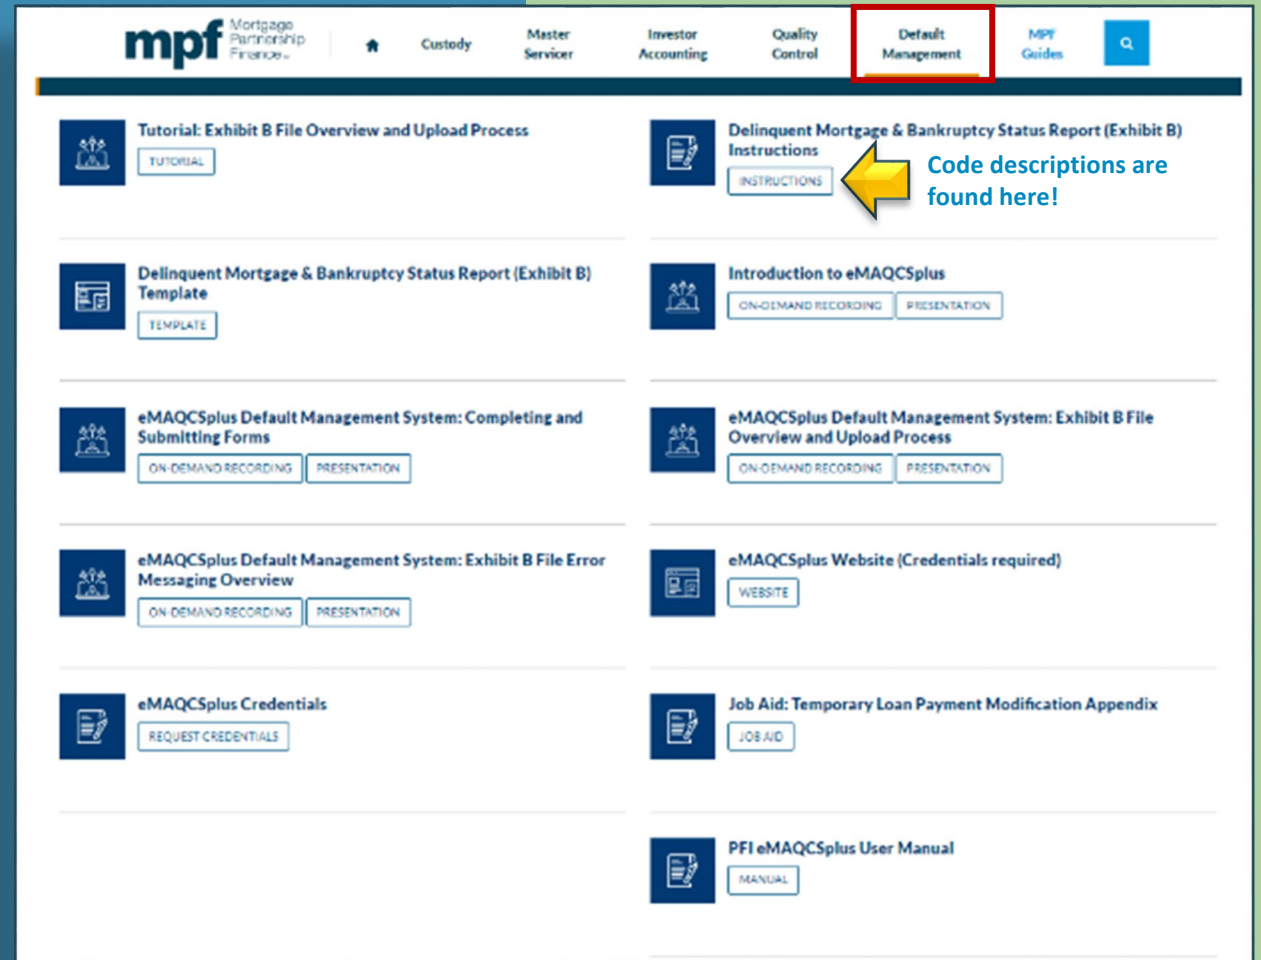 mpf Mortgage
Partnership
Finance
Custody
Master
Servicer
Investor
Accounting
Quality
Control
Default
Management
MPF
Guides
Tutorial: Exhibit B File Overview and Upload Process
TUTORIAL
Delinquent Mortgage & Bankruptcy Status Report (Exhibit B)
Instructions
INSTRUCTIONS
Code descriptions are
found here!
Delinquent Mortgage & Bankruptcy Status Report (Exhibit B)
Template
TEMPLATE
Introduction to eMAQCSplus
ON-DEMAND RECORDING PRESENTATION
eMAQCSplus Default Management System: Completing and
Submitting Forms
ON-DEMAND RECORDING PRESENTATION
eMAQCSplus Default Management System: Exhibit B File
Overview and Upload Process
ON-DEMAND RECORDING PRESENTATION
eMAQCSplus Default Management System: Exhibit B File Error
Messaging Overview
ON-DEMAND RECORDING PRESENTATION
eMAQCSplus Website (Credentials required)
WEBSITE
eMAQCSplus Credentials
REQUEST CREDENTIALS
Job Aid: Temporary Loan Payment Modification Appendix
JOB AID
PFI eMAQCSplus User Manual
MANUAL